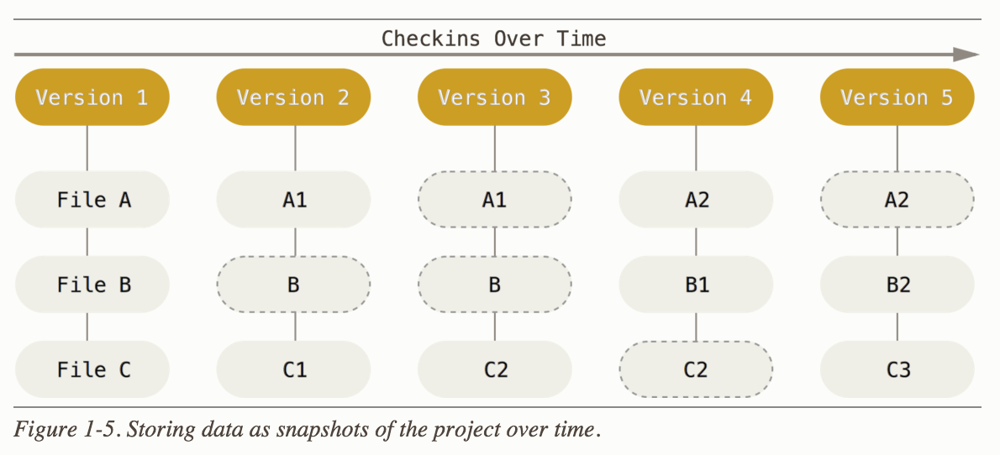 Checkins Over Time
Version 1 Version 2 Version 3 Version 4 Version 5
File A A1 A1 A2 A2
File B B B B1 B2
File C C1 C2 C2 C3
Figure 1-5. Storing data as snapshots of the project over time.